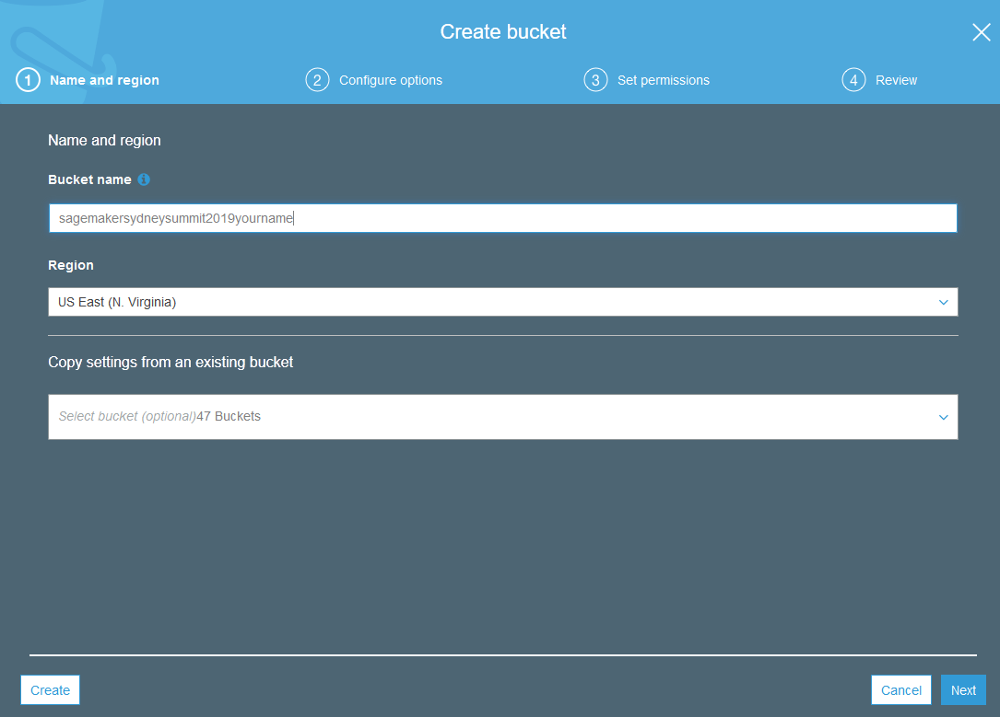 Create bucket
1 Name and region
2 Configure options
3 Set permissions
4 Review
Name and region
Bucket name
sagemakersydneysummit2019yourname
Region
US East (N. Virginia)
Copy settings from an existing bucket
Select bucket (optional)47 Buckets
Create
Cancel
Next